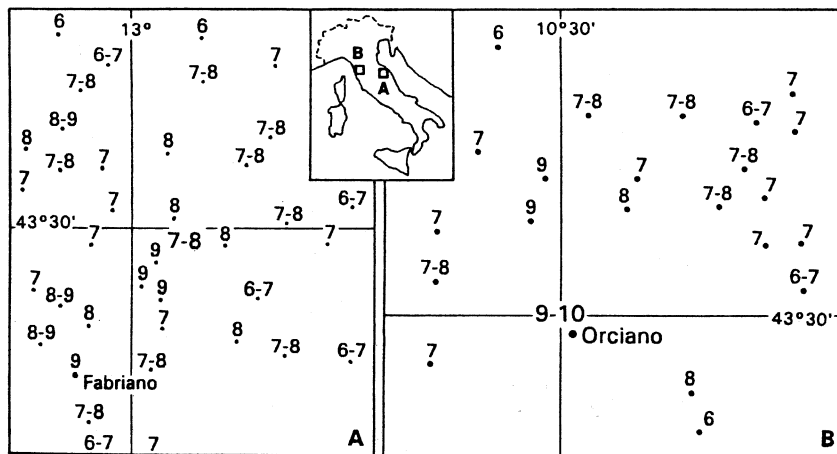 6 13° 6
6-7 7
7-8 7-8
8-9
8 8 7-8
7-8 7 7-8
7
7 8 7-8 6-7
43°30'
7 7-8 8 7
9
7 9 9 6-7
8-9
8 7
8-9 8
9 7-8 7-8 6-7
Fabriano
7-8
6-7 7 A
B
A
6 10°30'
7-8 7-8 6-7 7
7 7
9 7 7-8
9 8 7-8 7
7 7 7
7-8 6-7
9-10 43°30'
Orciano
7
8
6
B